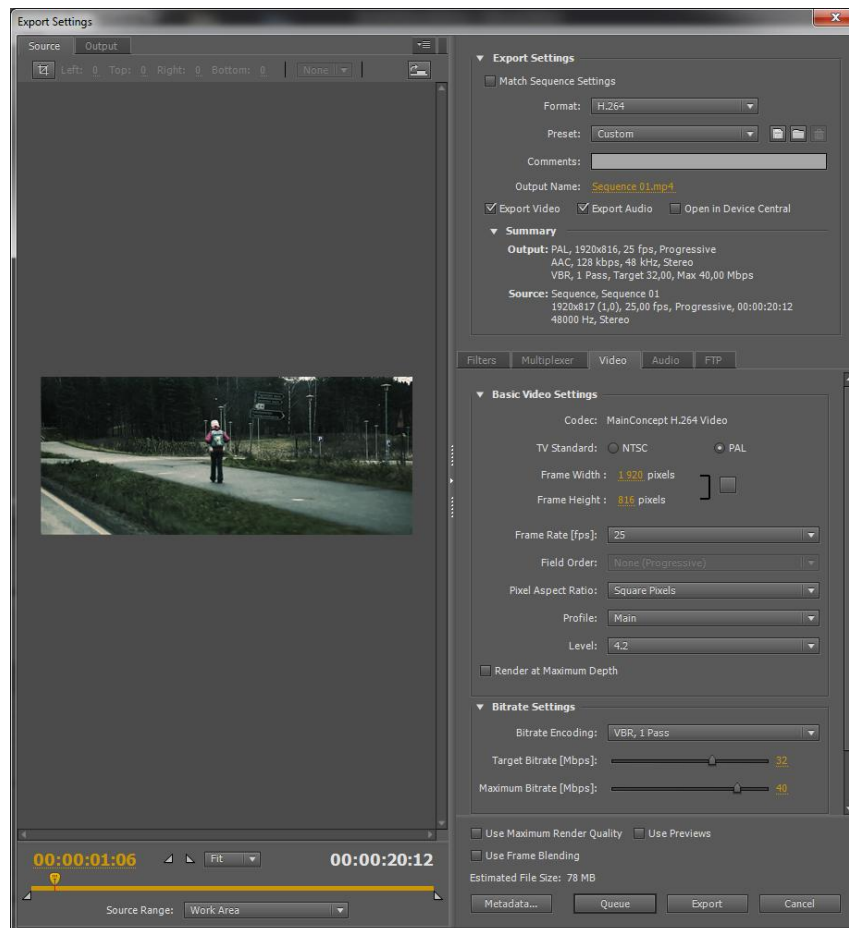 Export Settings
Source Output
Left: 0 Top: 0 Right: 0 Bottom: 0 None
Export Settings
Match Sequence Settings
Format: H.264
Preset: Custom
Comments:
Output Name: Sequence 01.mp4
Export Video Export Audio Open in Device Central
Summary
Output: PAL, 1920x816, 25 fps, Progressive
AAC, 128 kbps, 48 kHz, Stereo
VBR, 1 Pass, Target 32,00, Max 40,00 Mbps
Source: Sequence, Sequence 01
1920x817 (1,0), 25,00 fps, Progressive, 00:00:20:12
48000 Hz, Stereo
Filters Multiplexer Video Audio FTP
Basic Video Settings
Codec: MainConcept H.264 Video
TV Standard: NTSC PAL
Frame Width : 1 920 pixels
Frame Height : 816 pixels
Frame Rate [fps]: 25
Field Order: None (Progressive)
Pixel Aspect Ratio: Square Pixels
Profile: Main
Level: 4.2
Render at Maximum Depth
Bitrate Settings
Bitrate Encoding: VBR, 1 Pass
Target Bitrate [Mbps]: 32
Maximum Bitrate [Mbps]: 40
Use Maximum Render Quality Use Previews
Use Frame Blending
Estimated File Size: 78 MB
Metadata... Queue Export Cancel
00:00:01:06 Fit 00:00:20:12
Source Range: Work Area